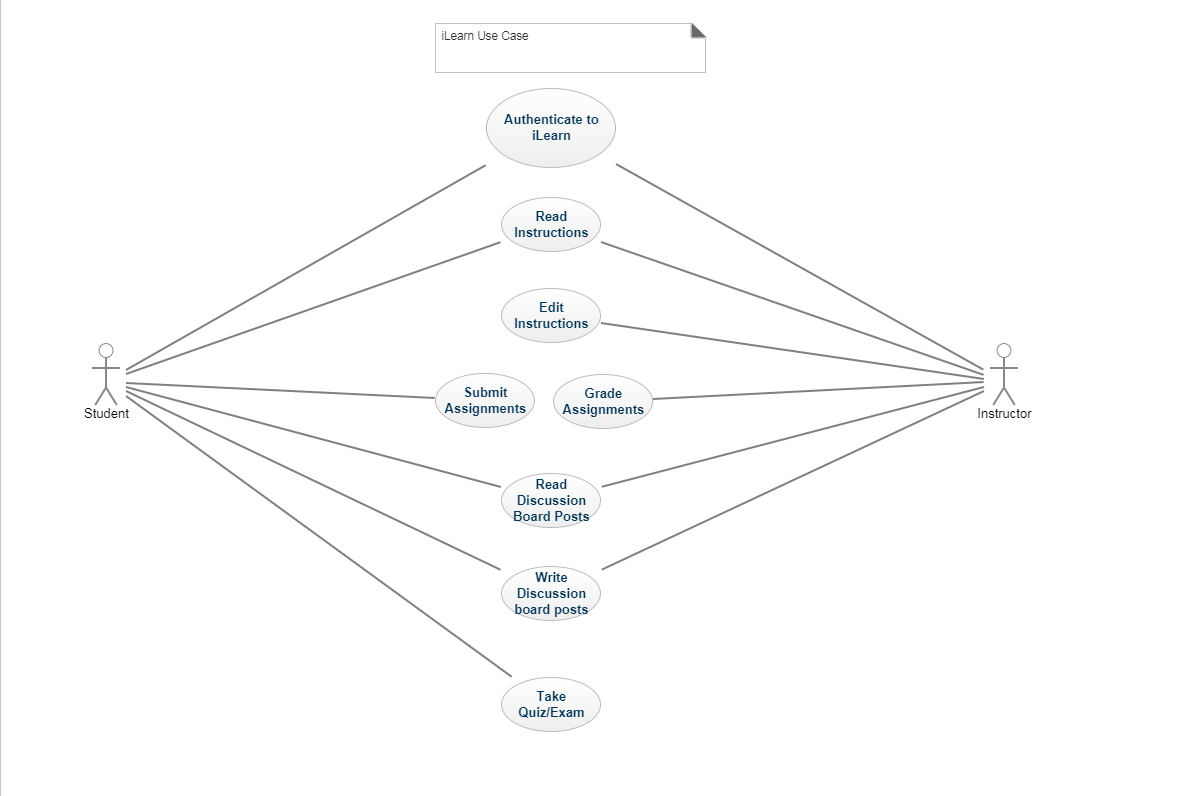 iLearn Use Case
Authenticate to
iLearn
Read
Instructions
Edit
Instructions
Student
Submit
Assignments
Grade
Assignments
Instructor
Read
Discussion
Board Posts
Write
Discussion
board posts
Take
Quiz/Exam